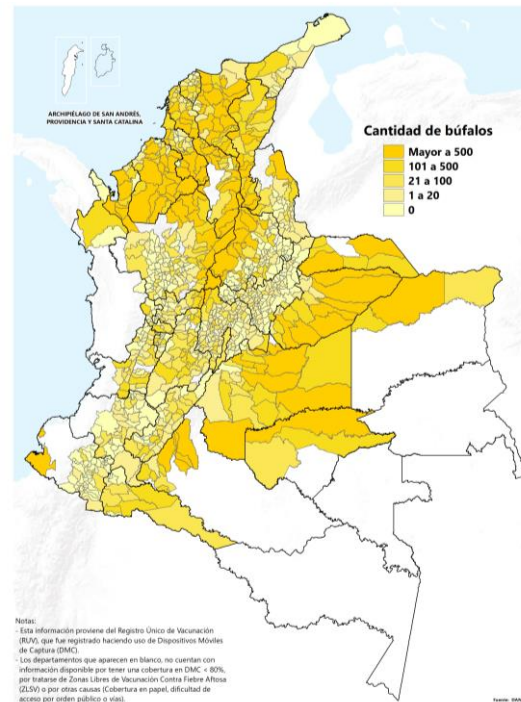 ARCHIPIÉLAGO DE SAN ANDRÉS,
PROVIDENCIA Y SANTA CATALINA
Cantidad de búfalos
Mayor a 500
101 a 500
21 a 100
1 a 20
0
Notas:
- Esta información proviene del Registro Único de Vacunación
(RUV), que fue registrado haciendo uso de Dispositivos Móviles
de Captura (DMC).
- Los departamentos que aparecen en blanco, no cuentan con
información disponible por tener una cobertura en DMC < 80%,
por tratarse de Zonas Libres de Vacunación Contra Fiebre Aftosa
(ZLSV) o por otras causas (Cobertura en papel, dificultad de
acceso por orden público o vías).
Fuente: